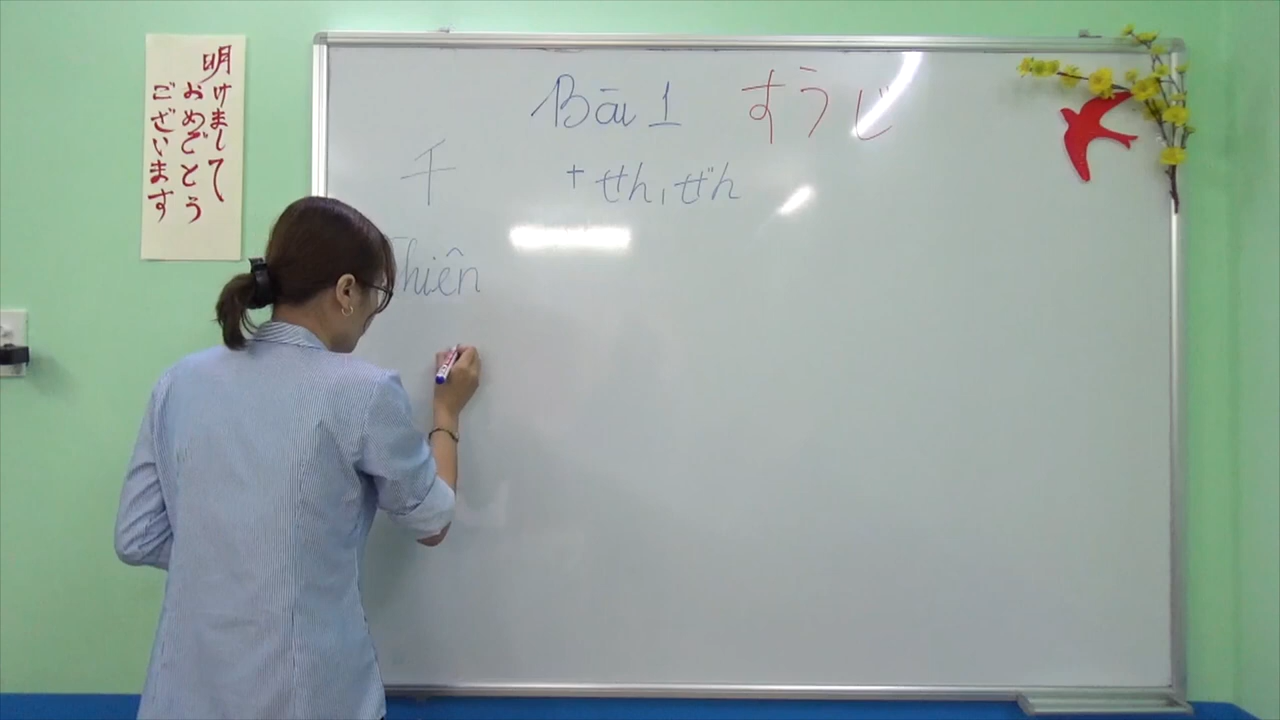 明
けまして
おめでとう
ございます
Bài 1 すうじ
千
+ せん, ぜん
Thiên